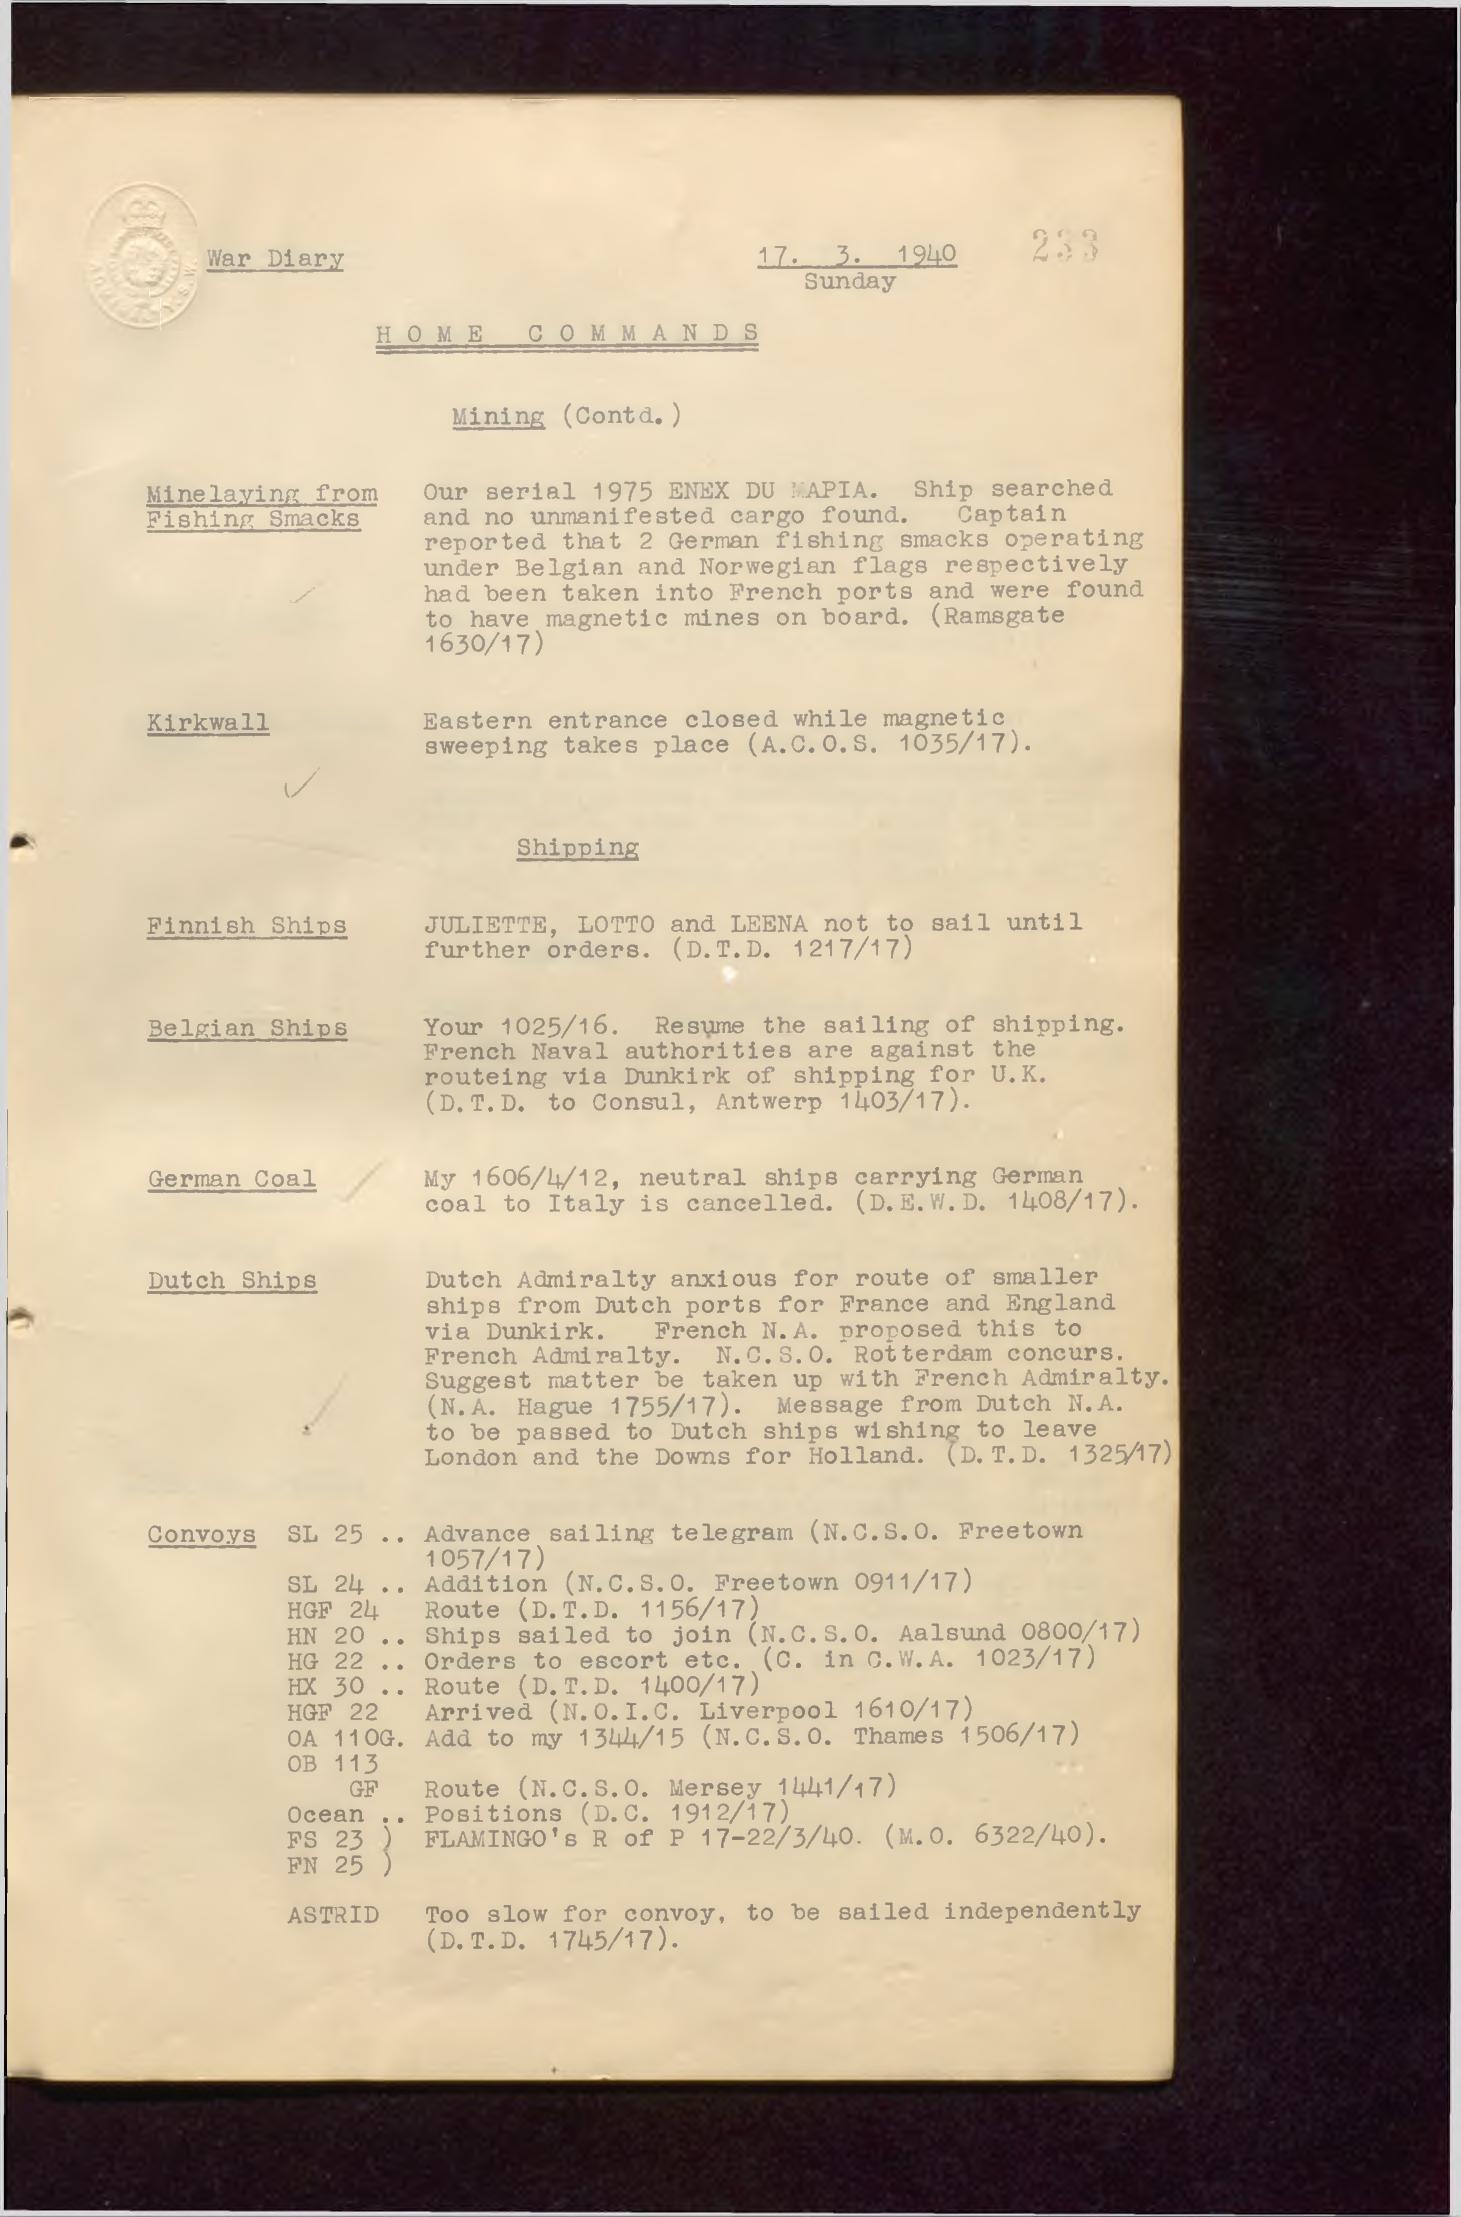 War Diary 17. 3. 1940 233
Sunday
HOME COMMANDS
Mining (Contd.)
Minelaying from Our serial 1975 ENEX DU MAPIA. Ship searched
Fishing Smacks and no unmanifested cargo found. Captain
reported that 2 German fishing smacks operating
under Belgian and Norwegian flags respectively
had been taken into French ports and were found
to have magnetic mines on board. (Ramsgate
1630/17)
Kirkwall Eastern entrance closed while magnetic
sweeping takes place (A.C.O.S. 1035/17).
Shipping
Finnish Ships JULIETTE, LOTTO and LEENA not to sail until
further orders. (D.T.D. 1217/17)
Belgian Ships Your 1025/16. Resume the sailing of shipping.
French Naval authorities are against the
routeing via Dunkirk of shipping for U.K.
(D.T.D. to Consul, Antwerp 1403/17).
German Coal My 1606/4/12, neutral ships carrying German
coal to Italy is cancelled. (D.E.W.D. 1408/17).
Dutch Ships Dutch Admiralty anxious for route of smaller
ships from Dutch ports for France and England
via Dunkirk. French N.A. proposed this to
French Admiralty. N.C.S.O. Rotterdam concurs.
Suggest matter be taken up with French Admiralty.
(N.A. Hague 1755/17). Message from Dutch N.A.
to be passed to Dutch ships wishing to leave
London and the Downs for Holland. (D.T.D. 1325/17)
Convoys SL 25 .. Advance sailing telegram (N.C.S.O. Freetown
1057/17)
SL 24 .. Addition (N.C.S.O. Freetown 0911/17)
HGF 24 Route (D.T.D. 1156/17)
HN 20 .. Ships sailed to join (N.C.S.O. Aalsund 0800/17)
HG 22 .. Orders to escort etc. (C. in C.W.A. 1023/17)
HX 30 .. Route (D.T.D. 1400/17)
HGF 22 Arrived (N.O.I.C. Liverpool 1610/17)
OA 110G. Add to my 1344/15 (N.C.S.O. Thames 1506/17)
OB 113
GF Route (N.C.S.O. Mersey 1441/17)
Ocean .. Positions (D.C. 1912/17)
FS 23 ) FLAMINGO's R of P 17-22/3/40. (M.O. 6322/40).
FN 25 )
ASTRID Too slow for convoy, to be sailed independently
(D.T.D. 1745/17).